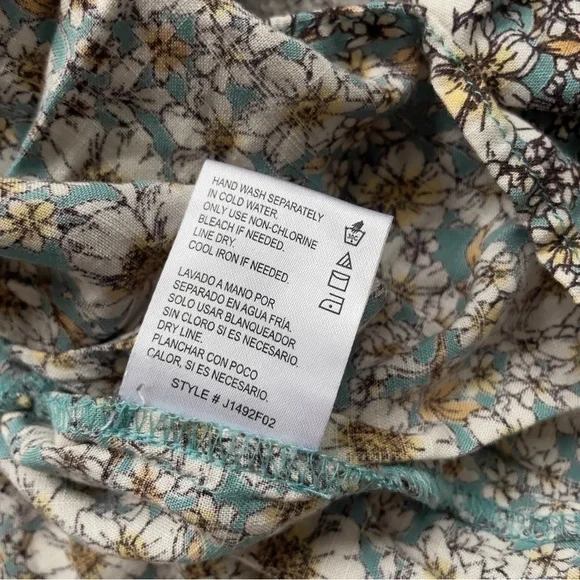 HAND WASH SEPARATELY
IN COLD WATER.
ONLY USE NON-CHLORINE
BLEACH IF NEEDED.
LINE DRY.
COOL IRON IF NEEDED.
LAVADO A MANO POR
SEPARADO EN AGUA FRÍA.
SOLO USAR BLANQUEADOR
SIN CLORO SI ES NECESARIO.
DRY LINE.
PLANCHAR CON POCO
CALOR, SI ES NECESARIO.
STYLE # J1492F02